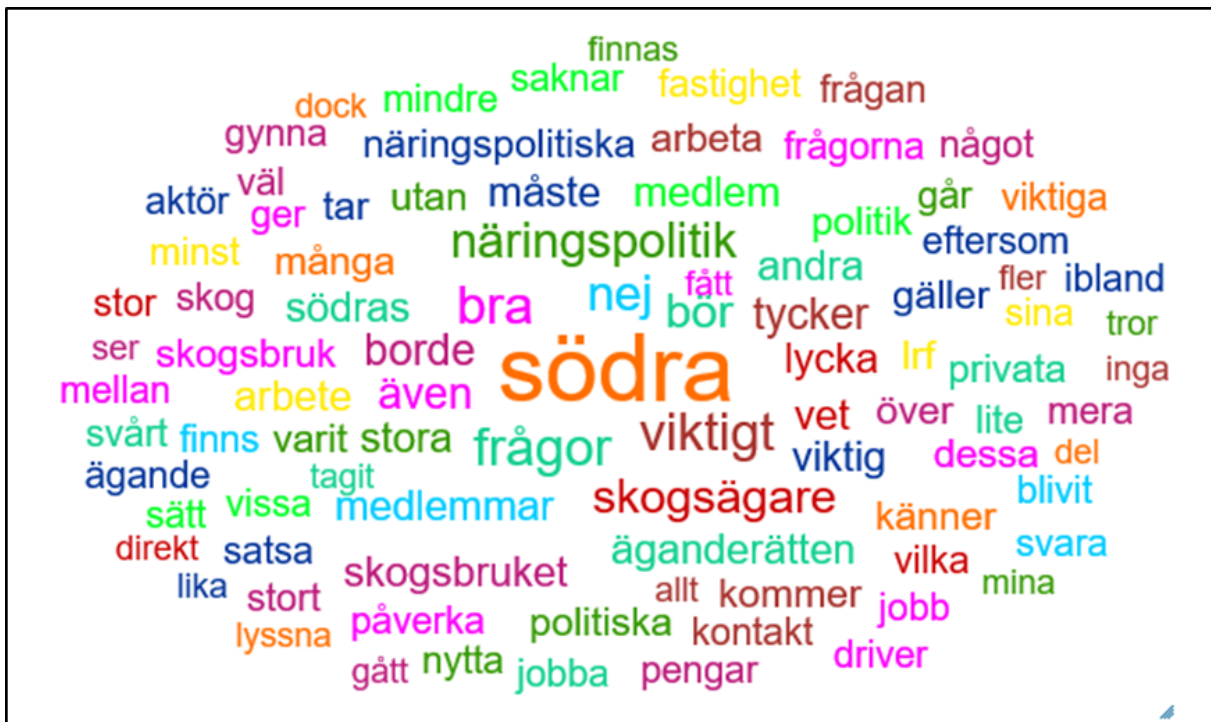 finnas
saknar fastighet frågan
dock mindre
gynna näringspolitiska arbeta frågorna något
väl utan måste medlem går viktiga
aktör ger tar politik
näringspolitik eftersom
minst många andra
fått fler ibland
stor skog södras bra nej bör tycker gäller sina tror
ser skogsbruk borde södra lycka lrf privata inga
mellan arbete även
vet över lite mera
svårt finns varit stora frågor viktigt viktig dessa del
ägande tagit
sätt vissa medlemmar skogsägare känner blivit
direkt satsa äganderätten vilka svara
lika stort skogsbruket allt kommer jobb mina
lyssna påverka politiska kontakt
gått nytta jobba pengar driver